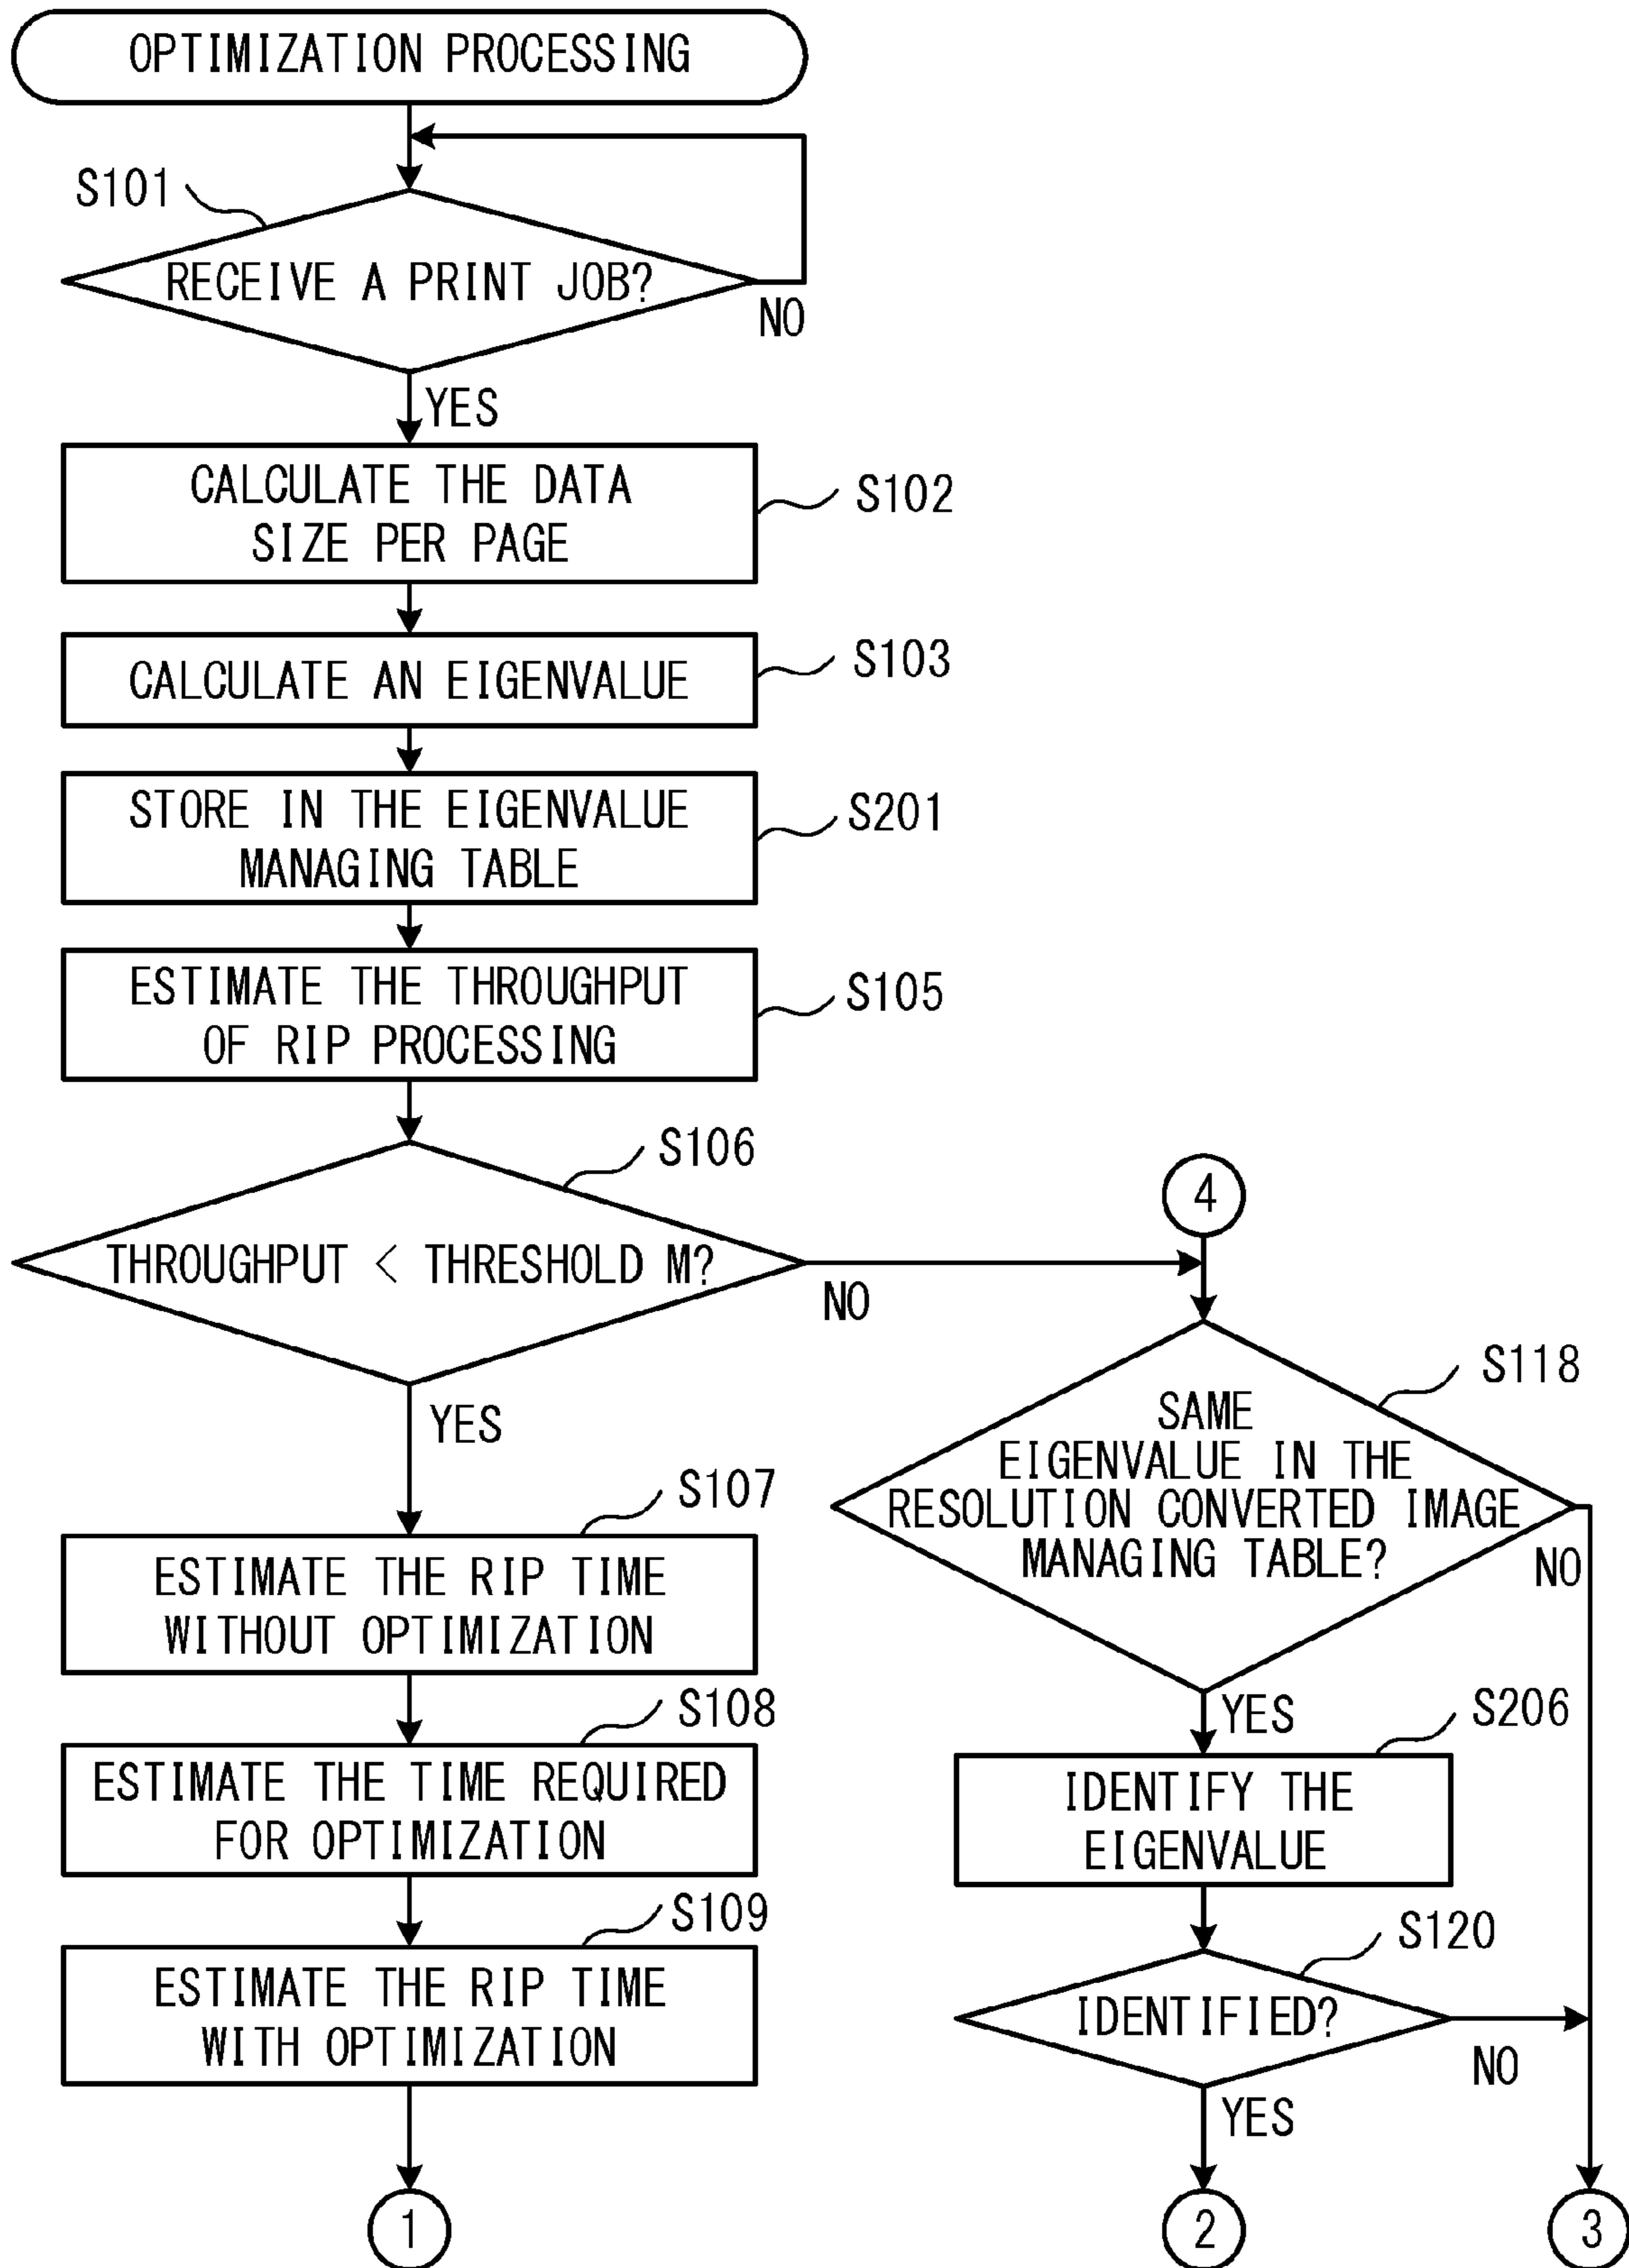 OPTIMIZATION PROCESSING
S101
RECEIVE A PRINT JOB?
NO
YES
CALCULATE THE DATA
SIZE PER PAGE
S102
CALCULATE AN EIGENVALUE
S103
STORE IN THE EIGENVALUE
MANAGING TABLE
S201
ESTIMATE THE THROUGHPUT
OF RIP PROCESSING
S105
S106
THROUGHPUT < THRESHOLD M?
NO
YES
S107
ESTIMATE THE RIP TIME
WITHOUT OPTIMIZATION
S108
ESTIMATE THE TIME REQUIRED
FOR OPTIMIZATION
S109
ESTIMATE THE RIP TIME
WITH OPTIMIZATION
1
4
S118
SAME
EIGENVALUE IN THE
RESOLUTION CONVERTED IMAGE
MANAGING TABLE?
NO
YES
S206
IDENTIFY THE
EIGENVALUE
S120
IDENTIFIED?
NO
YES
2
3